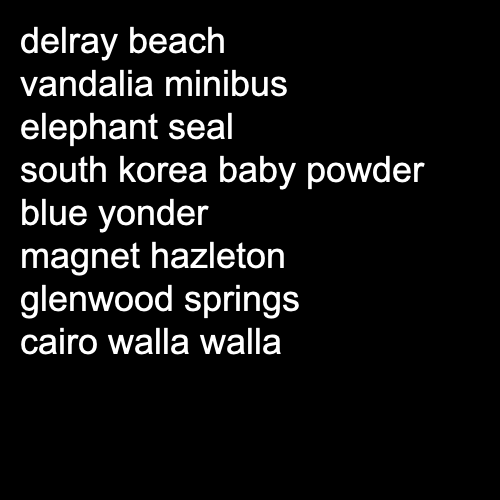 delray beach
vandalia minibus
elephant seal
south korea baby powder
blue yonder
magnet hazleton
glenwood springs
cairo walla walla